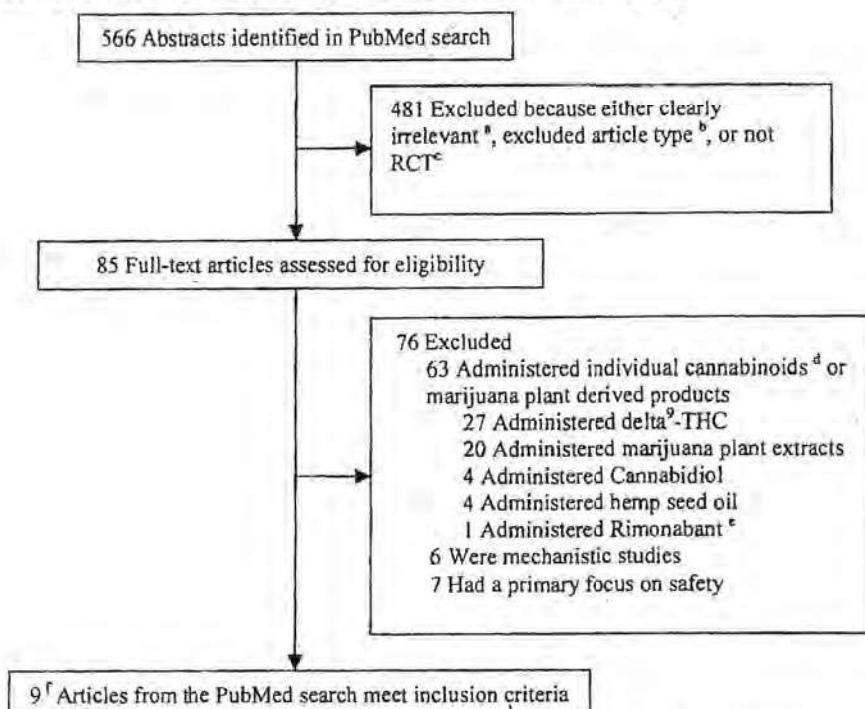 566 Abstracts identified in PubMed search
481 Excluded because either clearly
irrelevant a, excluded article type b, or not
RCT c
85 Full-text articles assessed for eligibility
76 Excluded
63 Administered individual cannabinoids d or
marijuana plant derived products
27 Administered delta9-THC
20 Administered marijuana plant extracts
4 Administered Cannabidiol
4 Administered hemp seed oil
1 Administered Rimonabant e
6 Were mechanistic studies
7 Had a primary focus on safety
9 f Articles from the PubMed search meet inclusion criteria